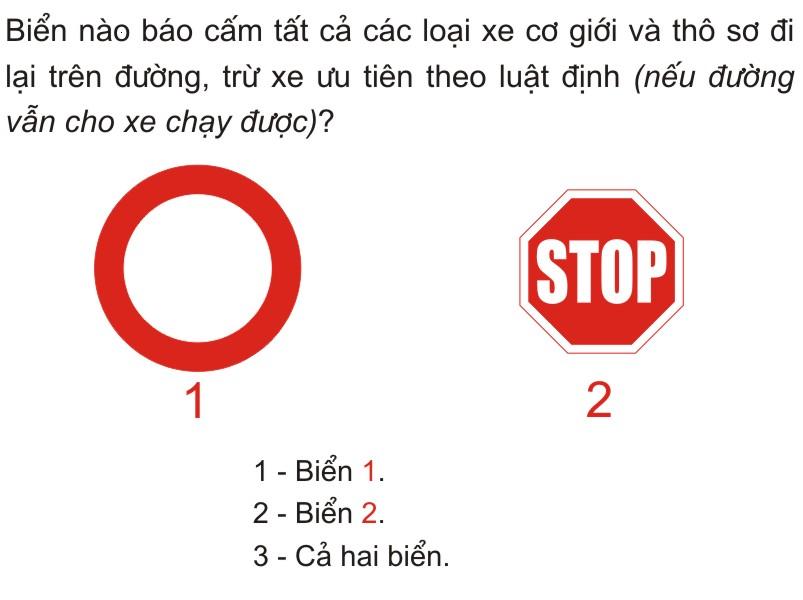 Biển nào báo cấm tất cả các loại xe cơ giới và thô sơ đi
lại trên đường, trừ xe ưu tiên theo luật định (nếu đường
vẫn cho xe chạy được)?
STOP
1
2
1 - Biển 1.
2 - Biển 2.
3 - Cả hai biển.